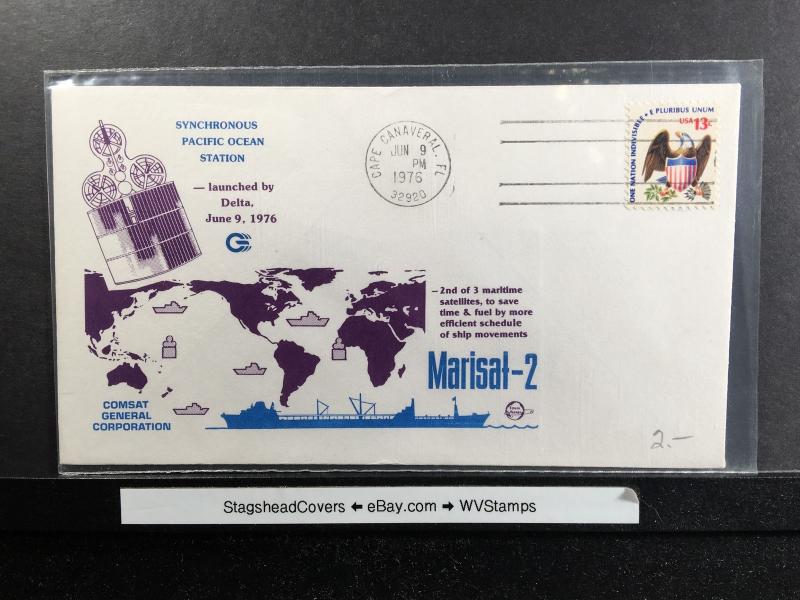 SYNCHRONOUS
PACIFIC OCEAN
STATION
— launched by
Delta,
June 9, 1976
CAPE CANAVERAL, FL
JUN 9
PM
1976
32920
ONE NATION INDIVISIBLE • E PLURIBUS UNUM
USA 13c
— 2nd of 3 maritime
satellites, to save
time & fuel by more
efficient schedule
of ship movements
Marisat-2
COMSAT
GENERAL
CORPORATION
2.—
StagsheadCovers ← eBay.com → WVStamps